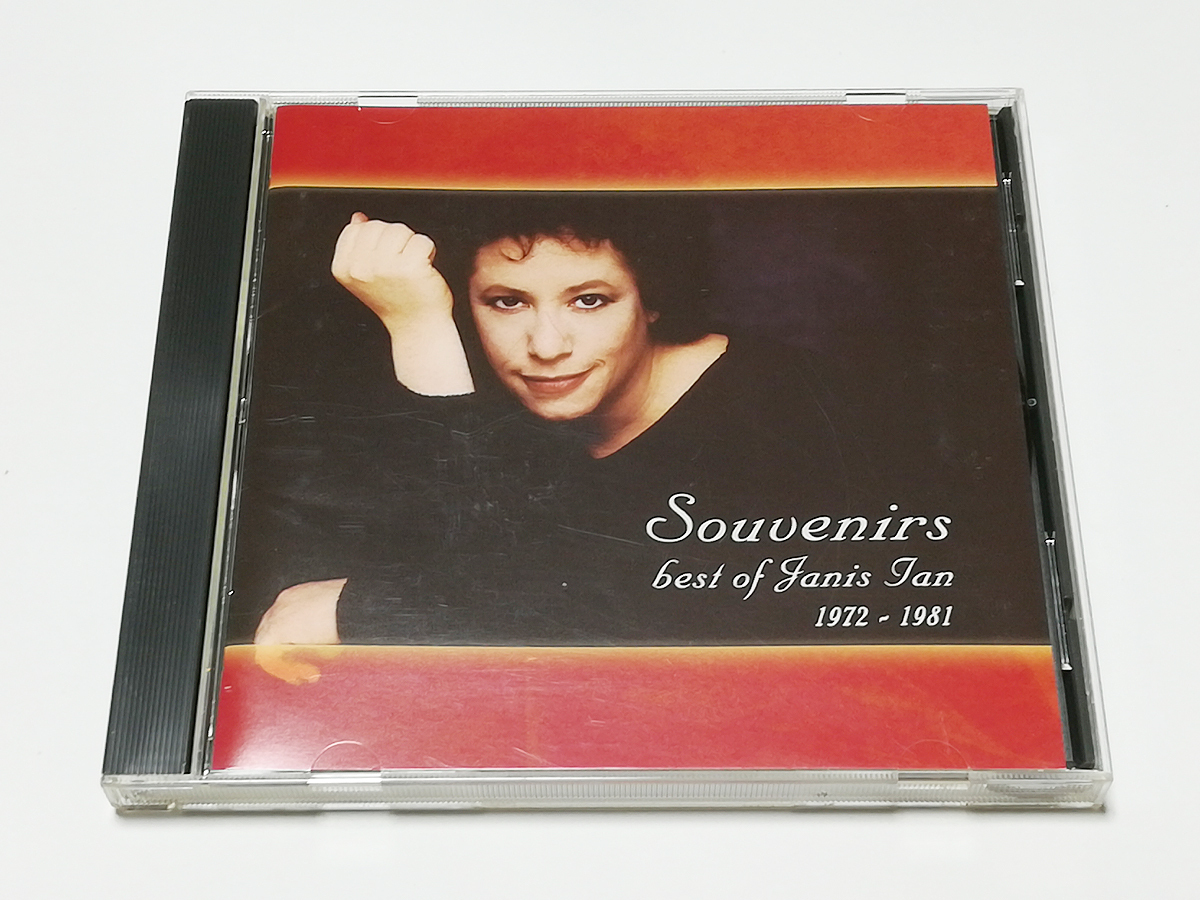 Souvenirs
best of Janis Ian
1972 - 1981